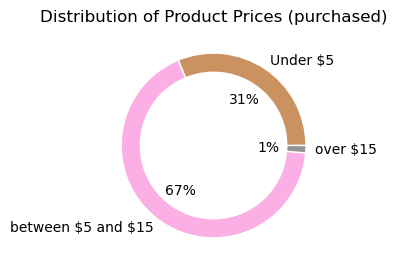 Distribution of Product Prices (purchased)
Under $5
31%
1%
over $15
67%
between $5 and $15